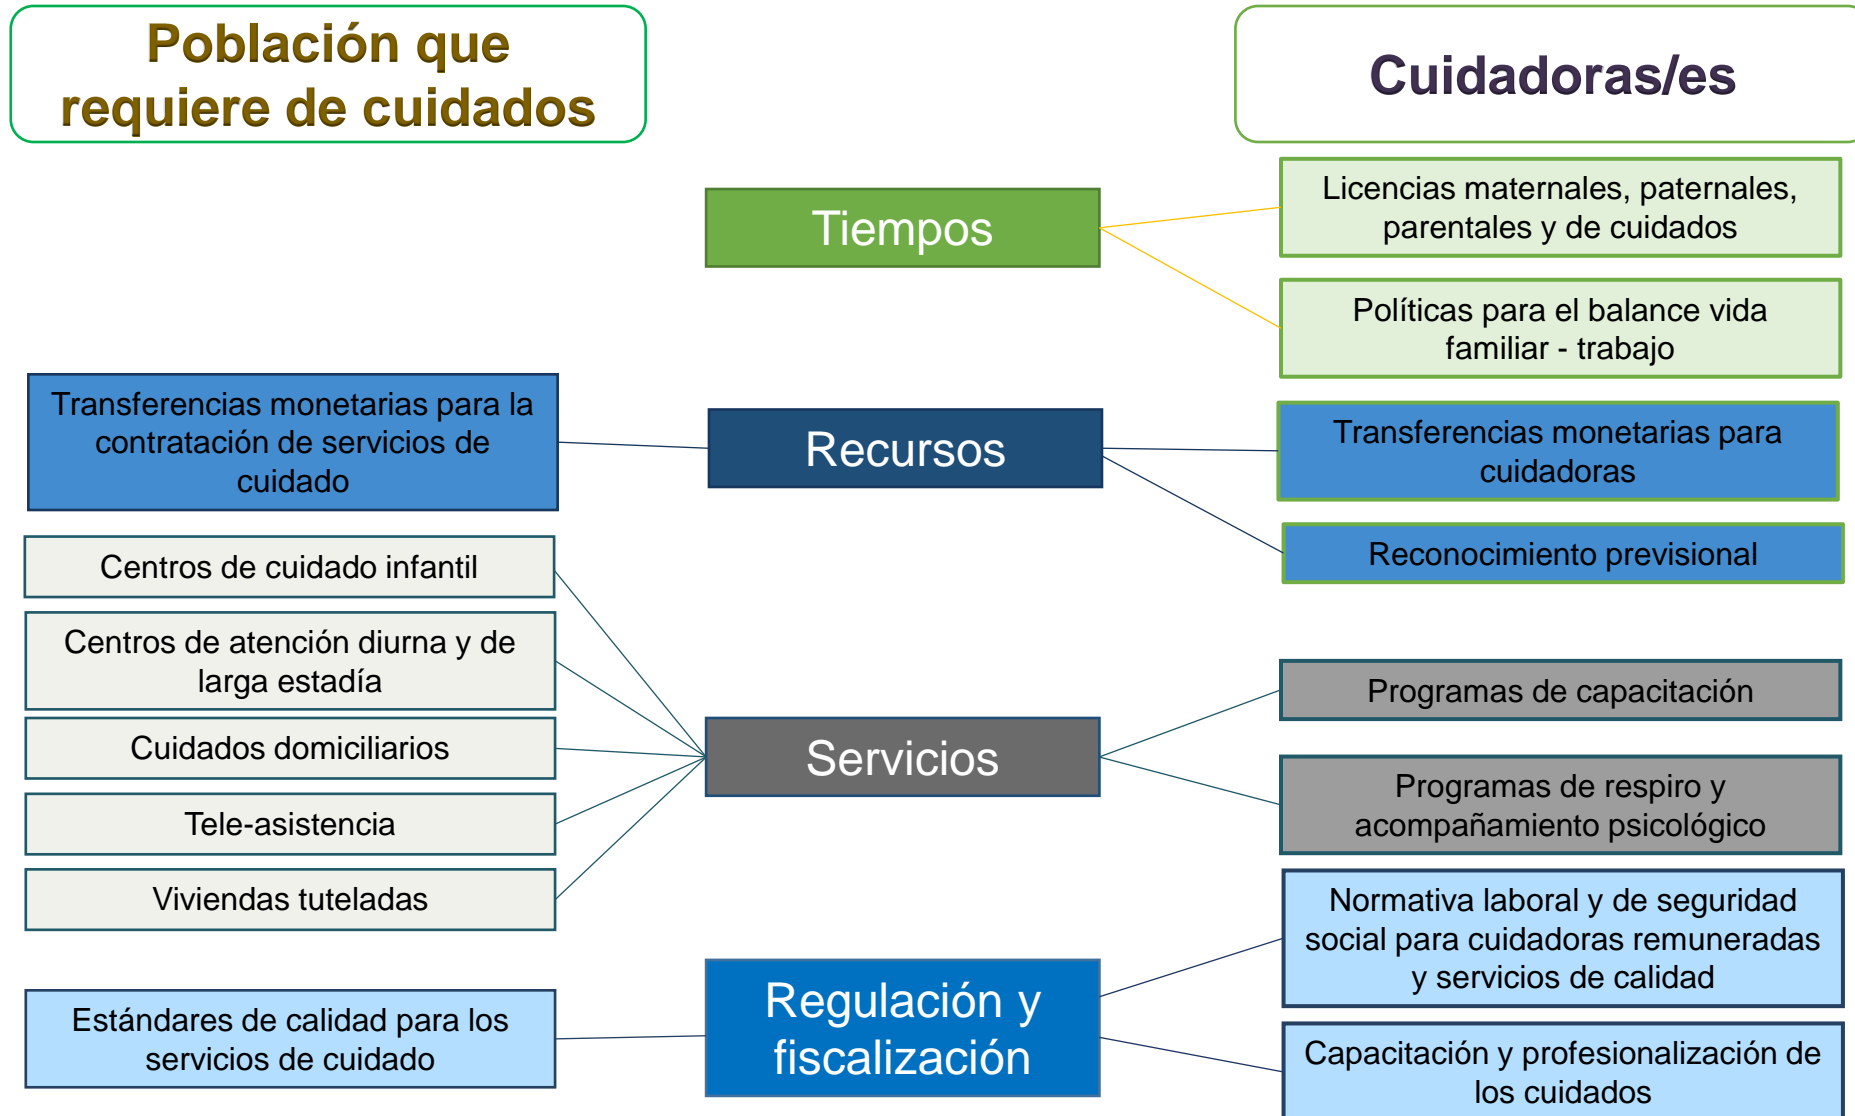 Población que
requiere de cuidados
Cuidadoras/es
Tiempos
Licencias maternales, paternales,
parentales y de cuidados
Políticas para el balance vida
familiar - trabajo
Transferencias monetarias para la
contratación de servicios de
cuidado
Recursos
Transferencias monetarias para
cuidadoras
Reconocimiento previsional
Centros de cuidado infantil
Centros de atención diurna y de
larga estadía
Cuidados domiciliarios
Tele-asistencia
Viviendas tuteladas
Servicios
Programas de capacitación
Programas de respiro y
acompañamiento psicológico
Estándares de calidad para los
servicios de cuidado
Regulación y
fiscalización
Normativa laboral y de seguridad
social para cuidadoras remuneradas
y servicios de calidad
Capacitación y profesionalización de
los cuidados